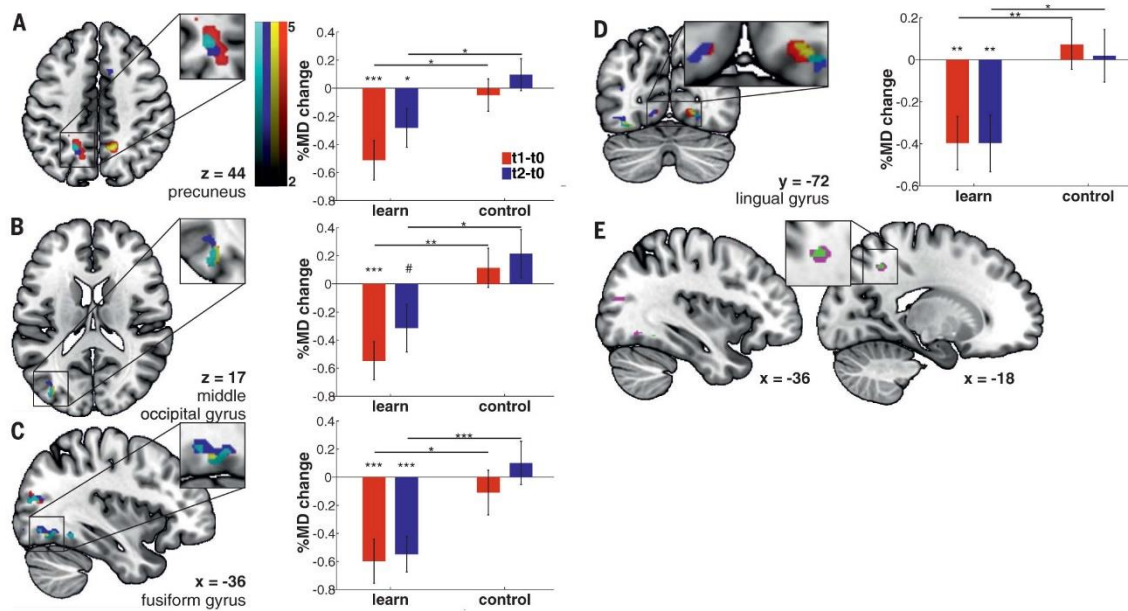 A
5
2
z = 44
precuneus
%MD change
0.4
0.2
0
-0.2
-0.4
-0.6
-0.8
***
*
*
*
t1-t0
t2-t0
learn
control
B
z = 17
middle
occipital gyrus
%MD change
0.4
0.2
0
-0.2
-0.4
-0.6
-0.8
*
**
***
#
learn
control
C
x = -36
fusiform gyrus
%MD change
0.4
0.2
0
-0.2
-0.4
-0.6
-0.8
***
*
***
***
learn
control
D
y = -72
lingual gyrus
%MD change
0.2
0
-0.2
-0.4
-0.6
*
**
**
**
learn
control
E
x = -36
x = -18